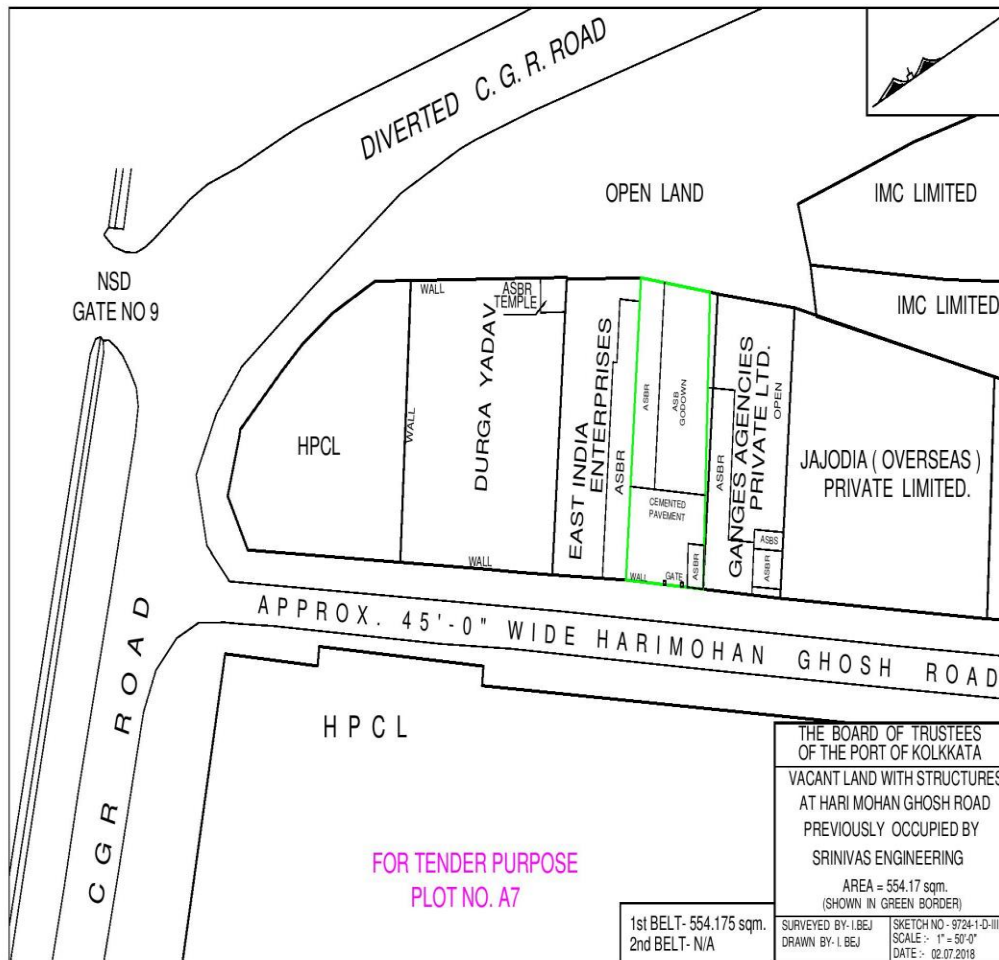 DIVERTED C. G. R. ROAD
OPEN LAND
IMC LIMITED
NSD
GATE NO 9
IMC LIMITED
WALL
ASBR
TEMPLE
WALL
HPCL
DURGA YADAV
WALL
EAST INDIA
ENTERPRISES
ASBR
ASBR
ASB
GODOWN
CEMENTED
PAVEMENT
WALL
GATE
ASBR
ASBR
GANGES AGENCIES
PRIVATE LTD.
OPEN
ASBS
ASBR
JAJODIA ( OVERSEAS )
PRIVATE LIMITED.
APPROX. 45'-0" WIDE HARIMOHAN GHOSH ROAD
CGR ROAD
HPCL
FOR TENDER PURPOSE
PLOT NO. A7
1st BELT- 554.175 sqm.
2nd BELT- N/A
THE BOARD OF TRUSTEES
OF THE PORT OF KOLKKATA
VACANT LAND WITH STRUCTURES
AT HARI MOHAN GHOSH ROAD
PREVIOUSLY OCCUPIED BY
SRINIVAS ENGINEERING
AREA = 554.17 sqm.
(SHOWN IN GREEN BORDER)
SURVEYED BY- I.BEJ
DRAWN BY- I. BEJ
SKETCH NO - 9724-1-D-III
SCALE :- 1" = 50'-0"
DATE :- 02.07.2018